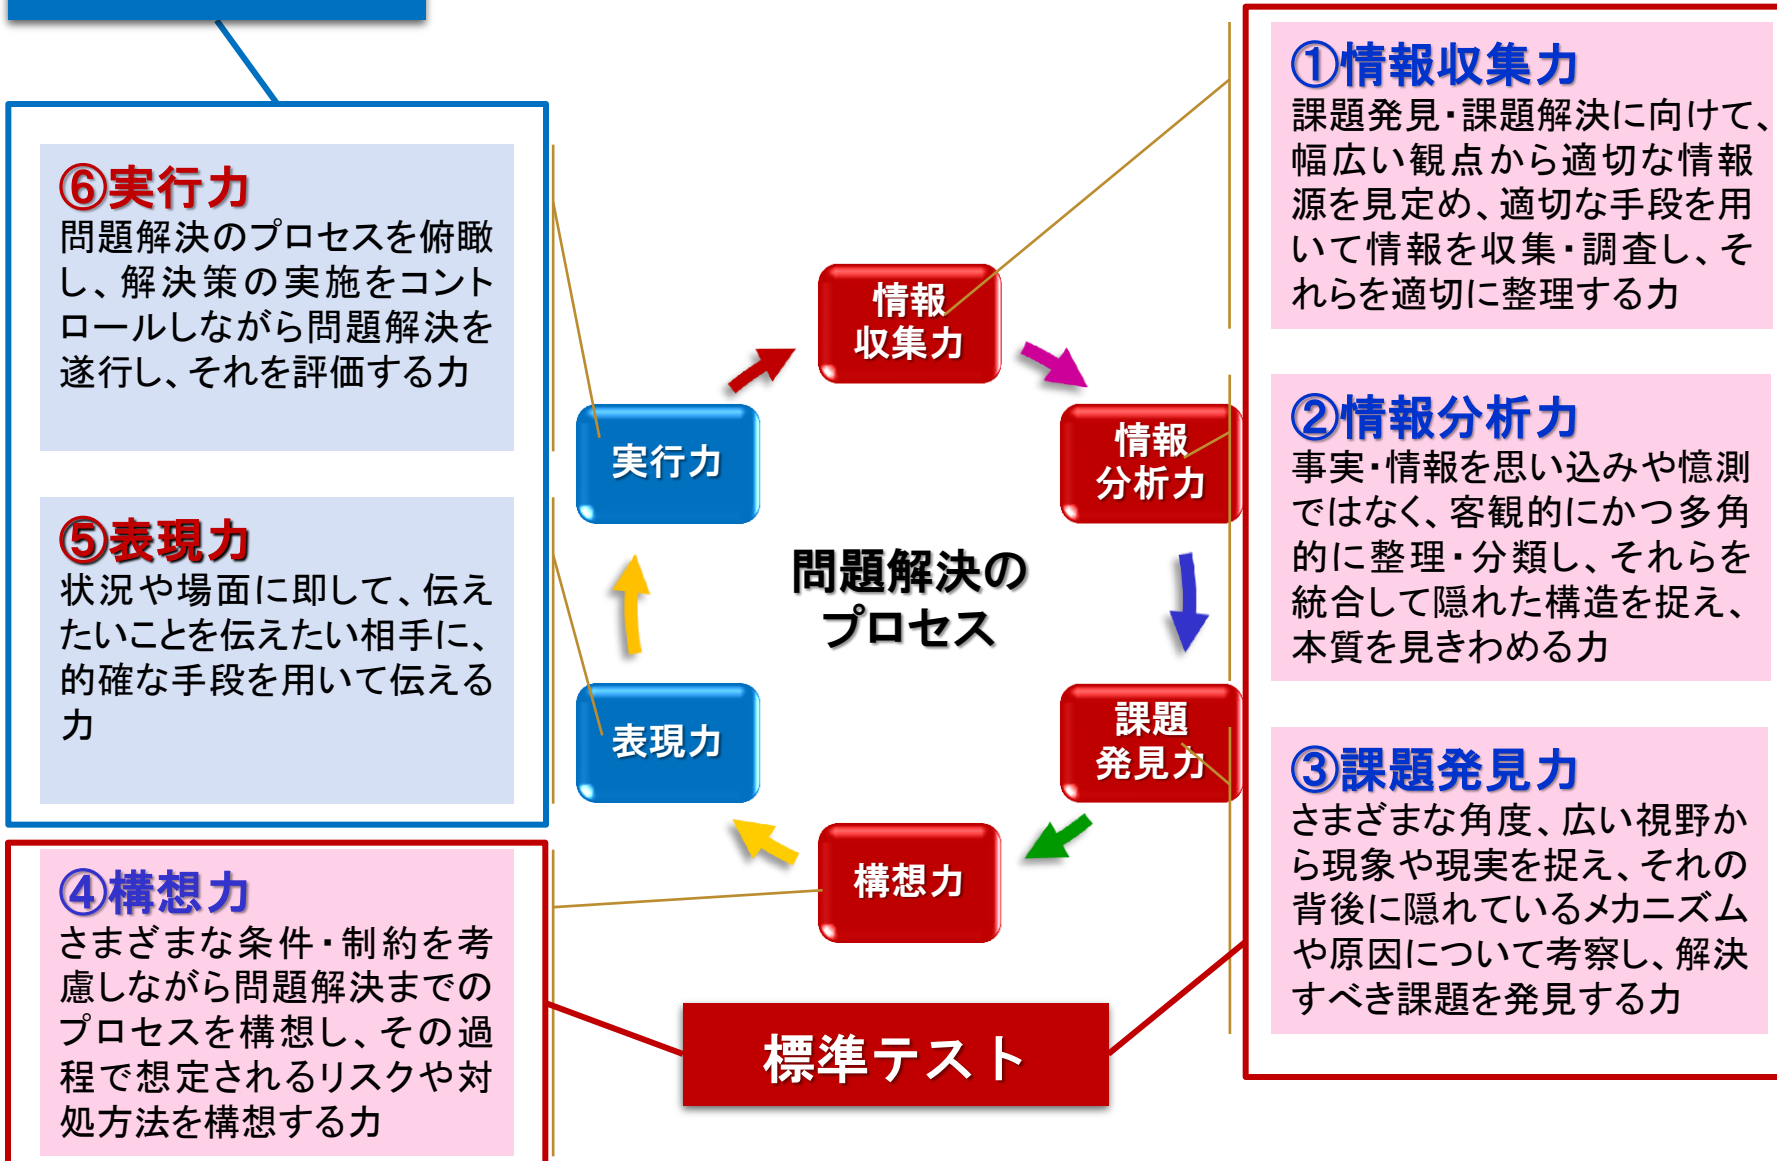 ①情報収集力
課題発見・課題解決に向けて、
幅広い観点から適切な情報
源を見定め、適切な手段を用
いて情報を収集・調査し、そ
れらを適切に整理する力
②情報分析力
事実・情報を思い込みや憶測
ではなく、客観的にかつ多角
的に整理・分類し、それらを
統合して隠れた構造を捉え、
本質を見きわめる力
③課題発見力
さまざまな角度、広い視野か
ら現象や現実を捉え、それの
背後に隠れているメカニズム
や原因について考察し、解決
すべき課題を発見する力
④構想力
さまざまな条件・制約を考
慮しながら問題解決までの
プロセスを構想し、その過
程で想定されるリスクや対
処方法を構想する力
⑤表現力
状況や場面に即して、伝え
たいことを伝えたい相手に、
的確な手段を用いて伝える
力
⑥実行力
問題解決のプロセスを俯瞰
し、解決策の実施をコント
ロールしながら問題解決を
遂行し、それを評価する力
情報
収集力
情報
分析力
課題
発見力
構想力
表現力
実行力
問題解決の
プロセス
標準テスト